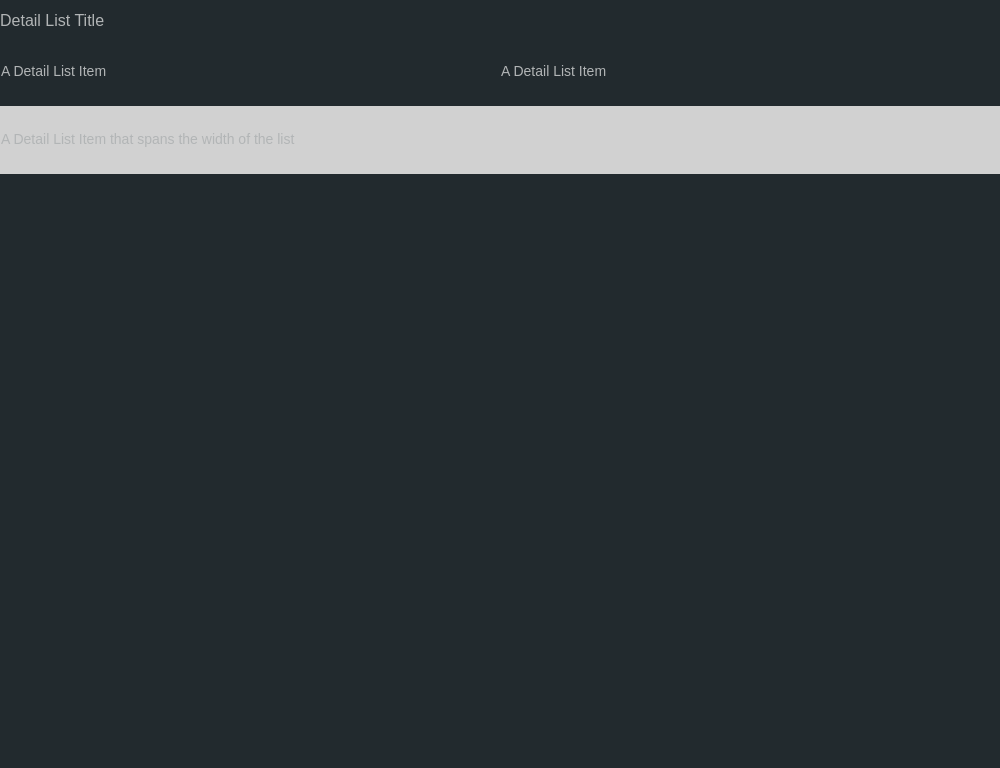 Detail List Title
A Detail List Item
A Detail List Item
A Detail List Item that spans the width of the list